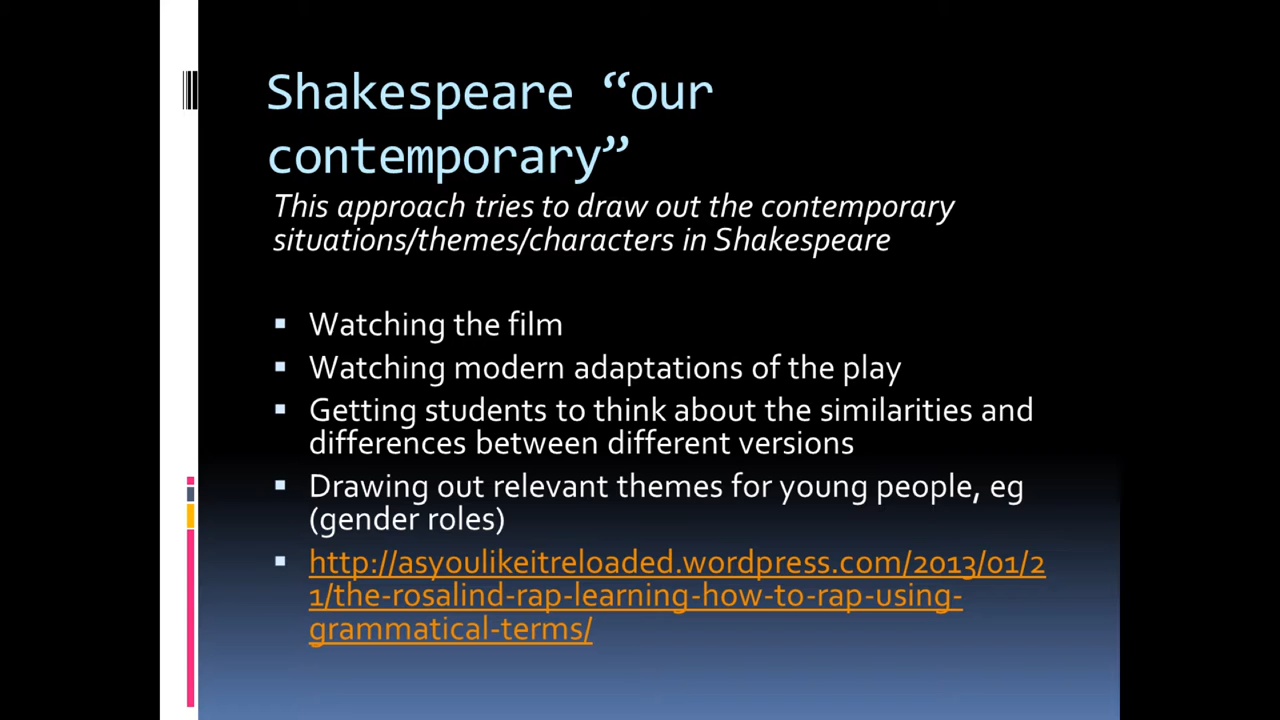 Shakespeare “our
contemporary”
This approach tries to draw out the contemporary
situations/themes/characters in Shakespeare
▪ Watching the film
▪ Watching modern adaptations of the play
▪ Getting students to think about the similarities and
differences between different versions
▪ Drawing out relevant themes for young people, eg
(gender roles)
▪ http://asyoulikeitreloaded.wordpress.com/2013/01/2
1/the-rosalind-rap-learning-how-to-rap-using-
grammatical-terms/